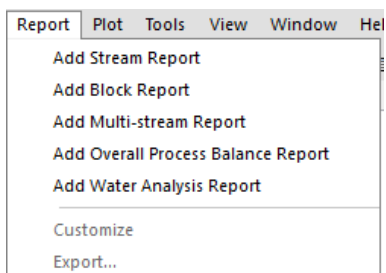 Report Plot Tools View Window Hel
Add Stream Report
Add Block Report
Add Multi-stream Report
Add Overall Process Balance Report
Add Water Analysis Report
Customize
Export...